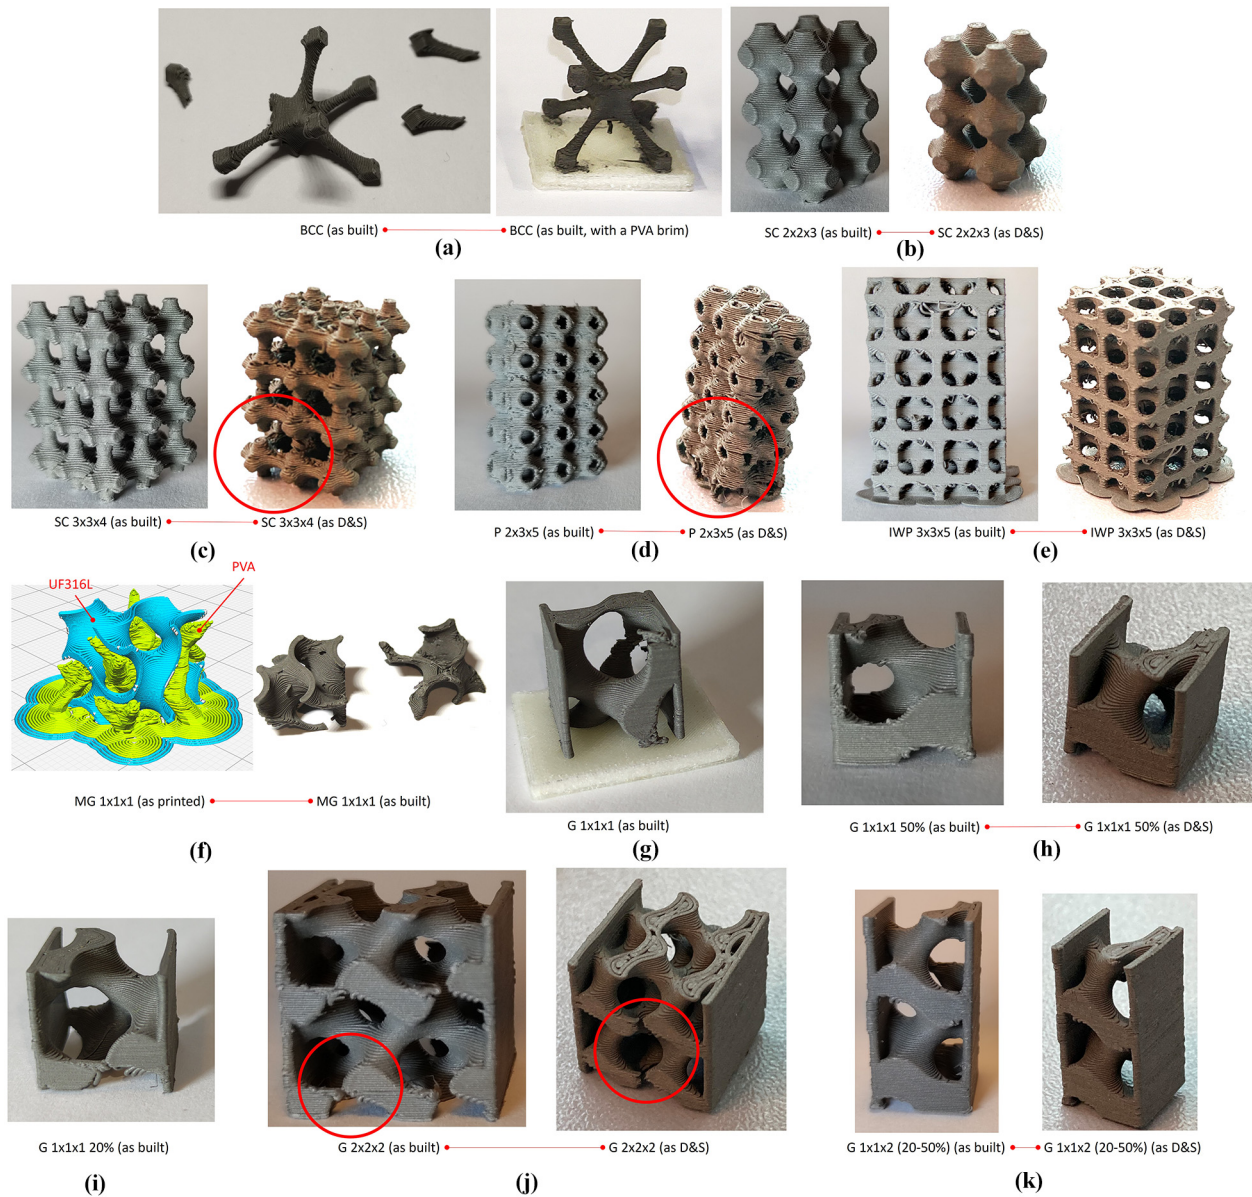 BCC (as built)
BCC (as built, with a PVA brim)
(a)
SC 2x2x3 (as built)
SC 2x2x3 (as D&S)
(b)
SC 3x3x4 (as built)
SC 3x3x4 (as D&S)
(c)
P 2x3x5 (as built)
P 2x3x5 (as D&S)
(d)
IWP 3x3x5 (as built)
IWP 3x3x5 (as D&S)
(e)
UF316L
PVA
MG 1x1x1 (as printed)
MG 1x1x1 (as built)
(f)
G 1x1x1 (as built)
(g)
G 1x1x1 50% (as built)
G 1x1x1 50% (as D&S)
(h)
G 1x1x1 20% (as built)
(i)
G 2x2x2 (as built)
G 2x2x2 (as D&S)
(j)
G 1x1x2 (20-50%) (as built)
G 1x1x2 (20-50%) (as D&S)
(k)